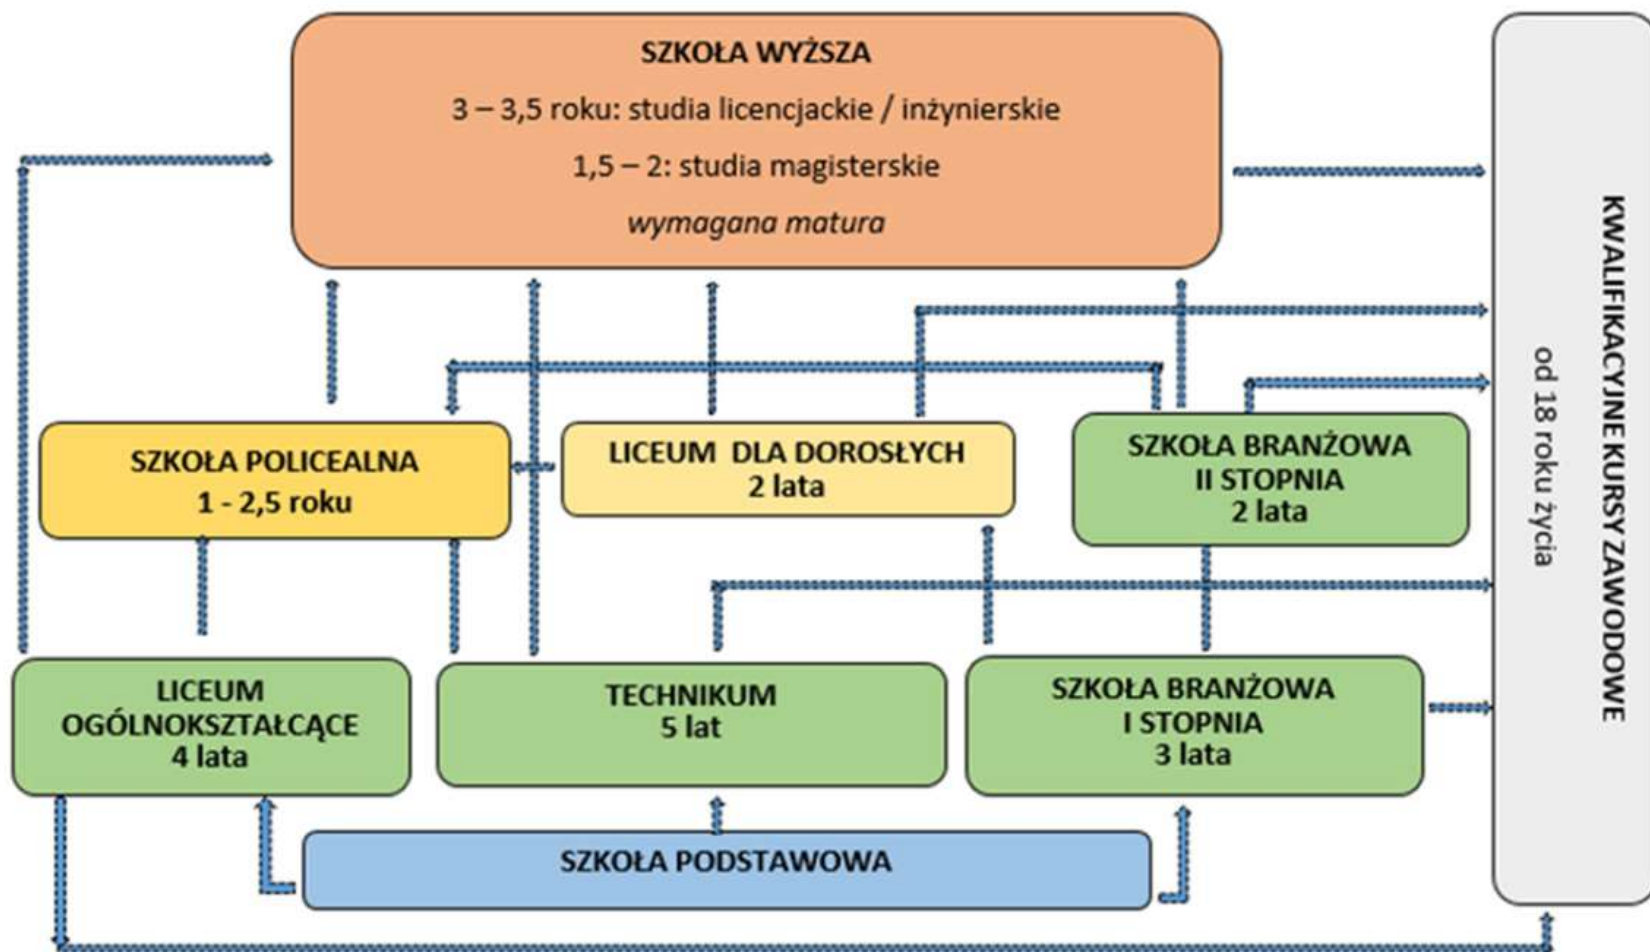 SZKOŁA WYŻSZA
3 – 3,5 roku: studia licencjackie / inżynierskie
1,5 – 2: studia magisterskie
wymagana matura
KWALIFIKACYJNE KURSY ZAWODOWE
od 18 roku życia
SZKOŁA POLICEALNA
1 - 2,5 roku
LICEUM DLA DOROSŁYCH
2 lata
SZKOŁA BRANŻOWA
II STOPNIA
2 lata
LICEUM
OGÓLNOKSZTAŁCĄCE
4 lata
TECHNIKUM
5 lat
SZKOŁA BRANŻOWA
I STOPNIA
3 lata
SZKOŁA PODSTAWOWA